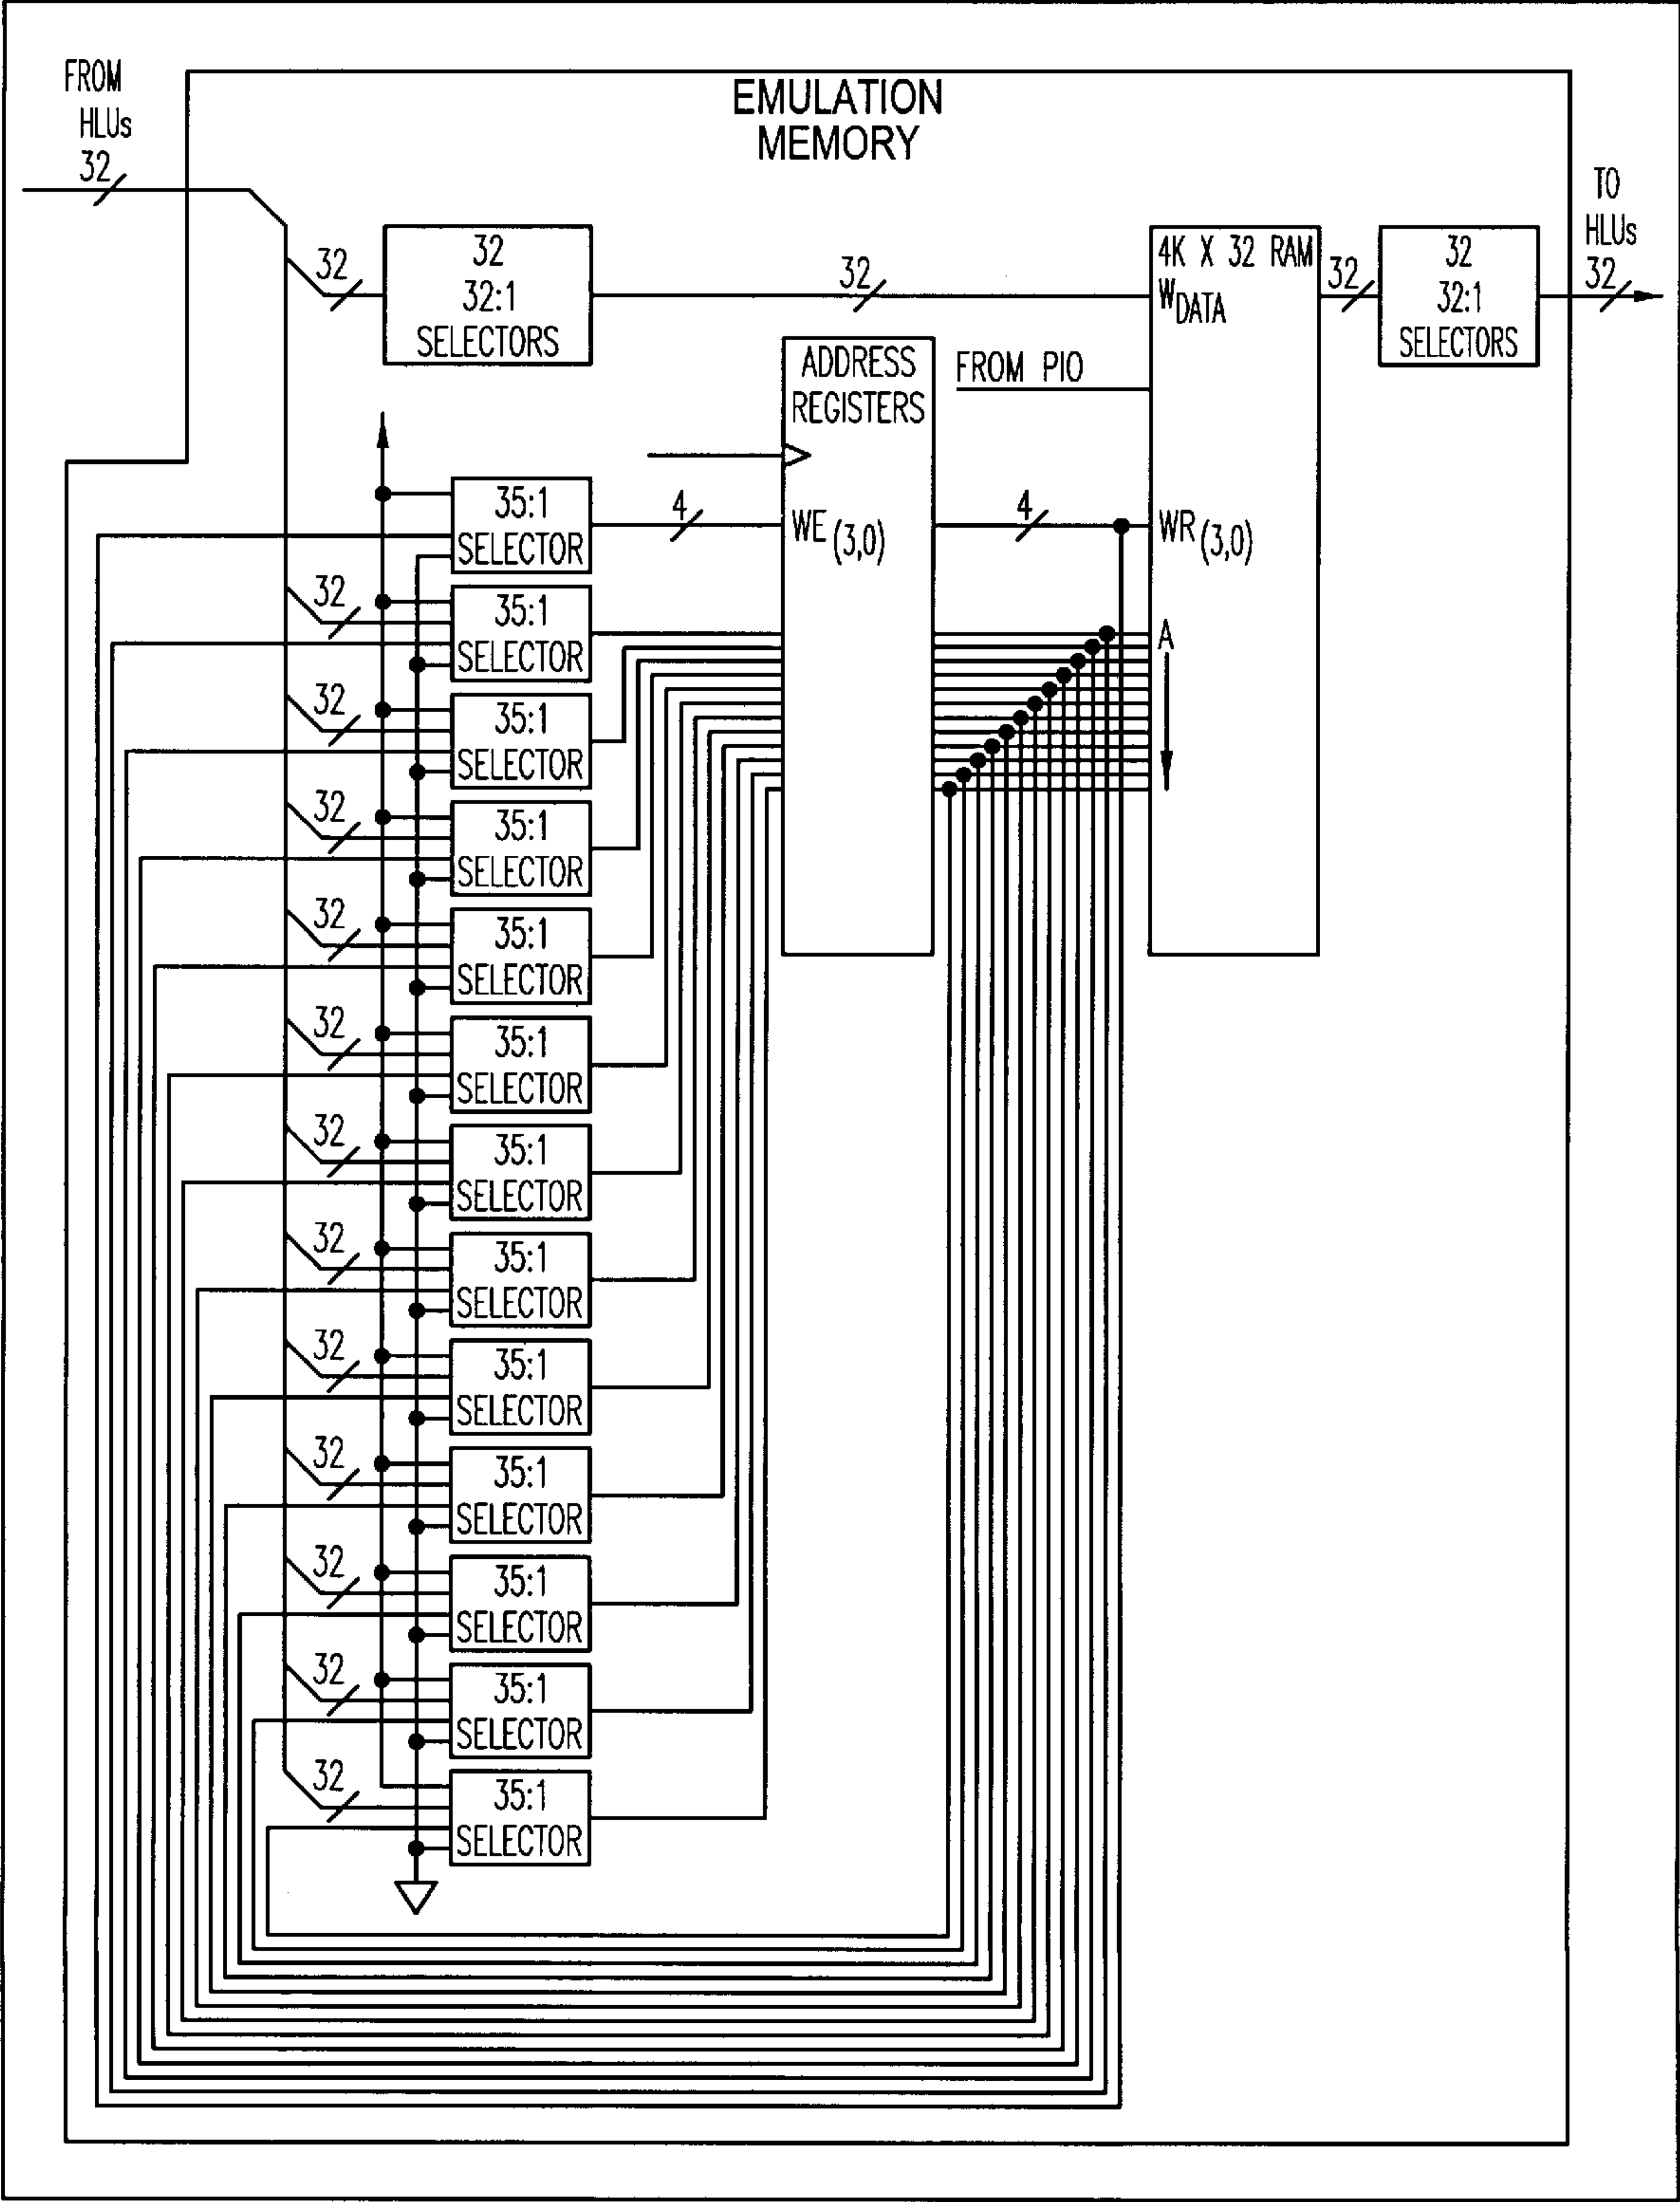 FROM
HLUs
32
EMULATION
MEMORY
TO
HLUs
32
32
32
32:1
SELECTORS
32
4K X 32 RAM
WDATA
32
32
32:1
SELECTORS
ADDRESS
REGISTERS
FROM PIO
35:1
SELECTOR
4
WE(3,0)
4
WR(3,0)
32
35:1
SELECTOR
A
32
35:1
SELECTOR
32
35:1
SELECTOR
32
35:1
SELECTOR
32
35:1
SELECTOR
32
35:1
SELECTOR
32
35:1
SELECTOR
32
35:1
SELECTOR
32
35:1
SELECTOR
32
35:1
SELECTOR
32
35:1
SELECTOR
32
35:1
SELECTOR